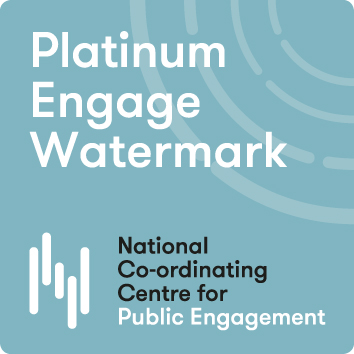 Platinum
Engage
Watermark
National
Co-ordinating
Centre for
Public Engagement